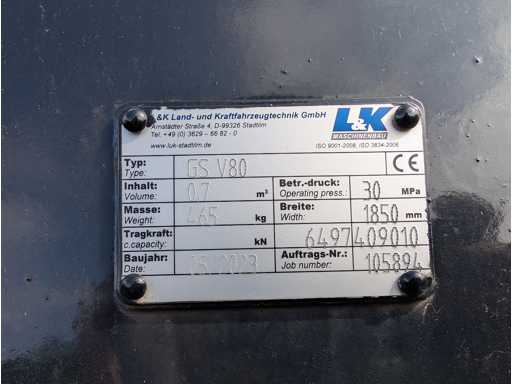 L&K Land- und Kraftfahrzeugtechnik GmbH
Arnstädter Straße 4, D-99326 Stadtilm
Tel. +49 (0) 3629 - 66 82 - 0
www.luk-stadtilm.de
L&K
MASCHINENBAU
ISO 9001-2008, ISO 3834-2006
Typ: GS V80 CE
Type:
Inhalt: 0,7 m³ Betr.-druck: 30 MPa
Volume: Operating press.:
Masse: 465 kg Breite: 1850 mm
Weight: Width:
Tragkraft: kN 6497409010
c.capacity:
Baujahr: 05.2023 Auftrags-Nr.: 105894
Date: Job number: